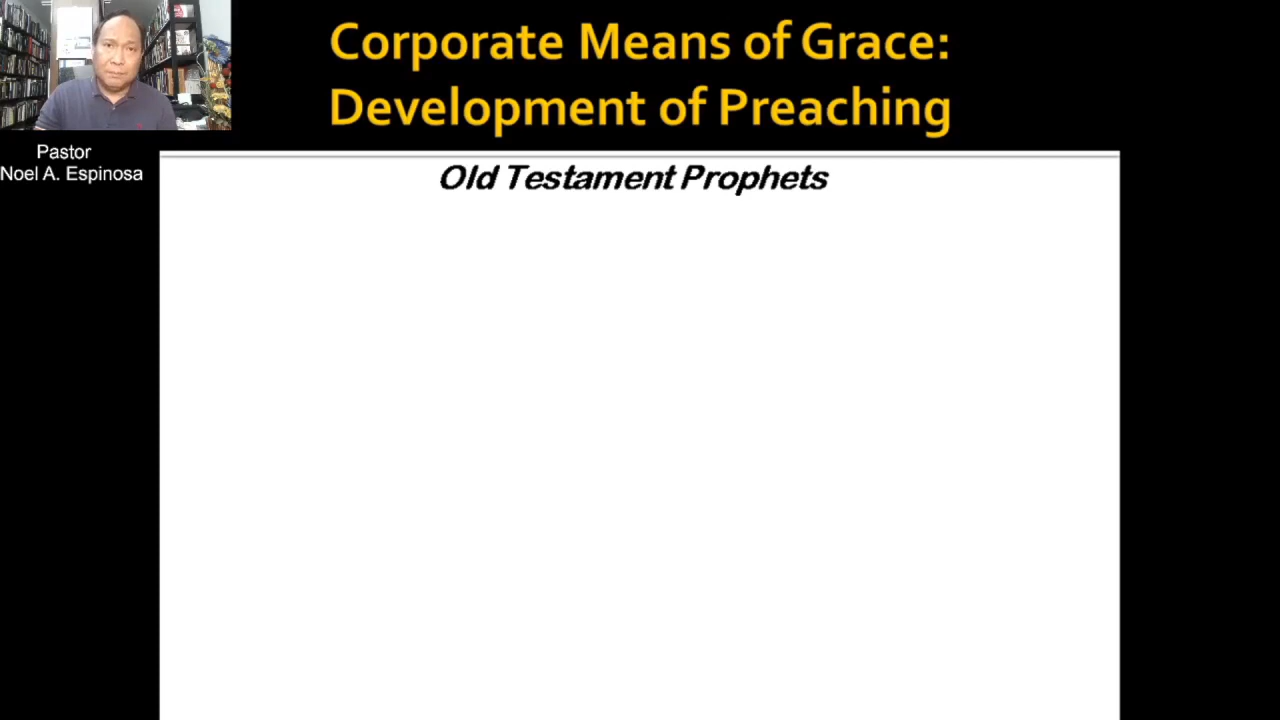 Corporate Means of Grace:
Development of Preaching
Pastor
Noel A. Espinosa
Old Testament Prophets